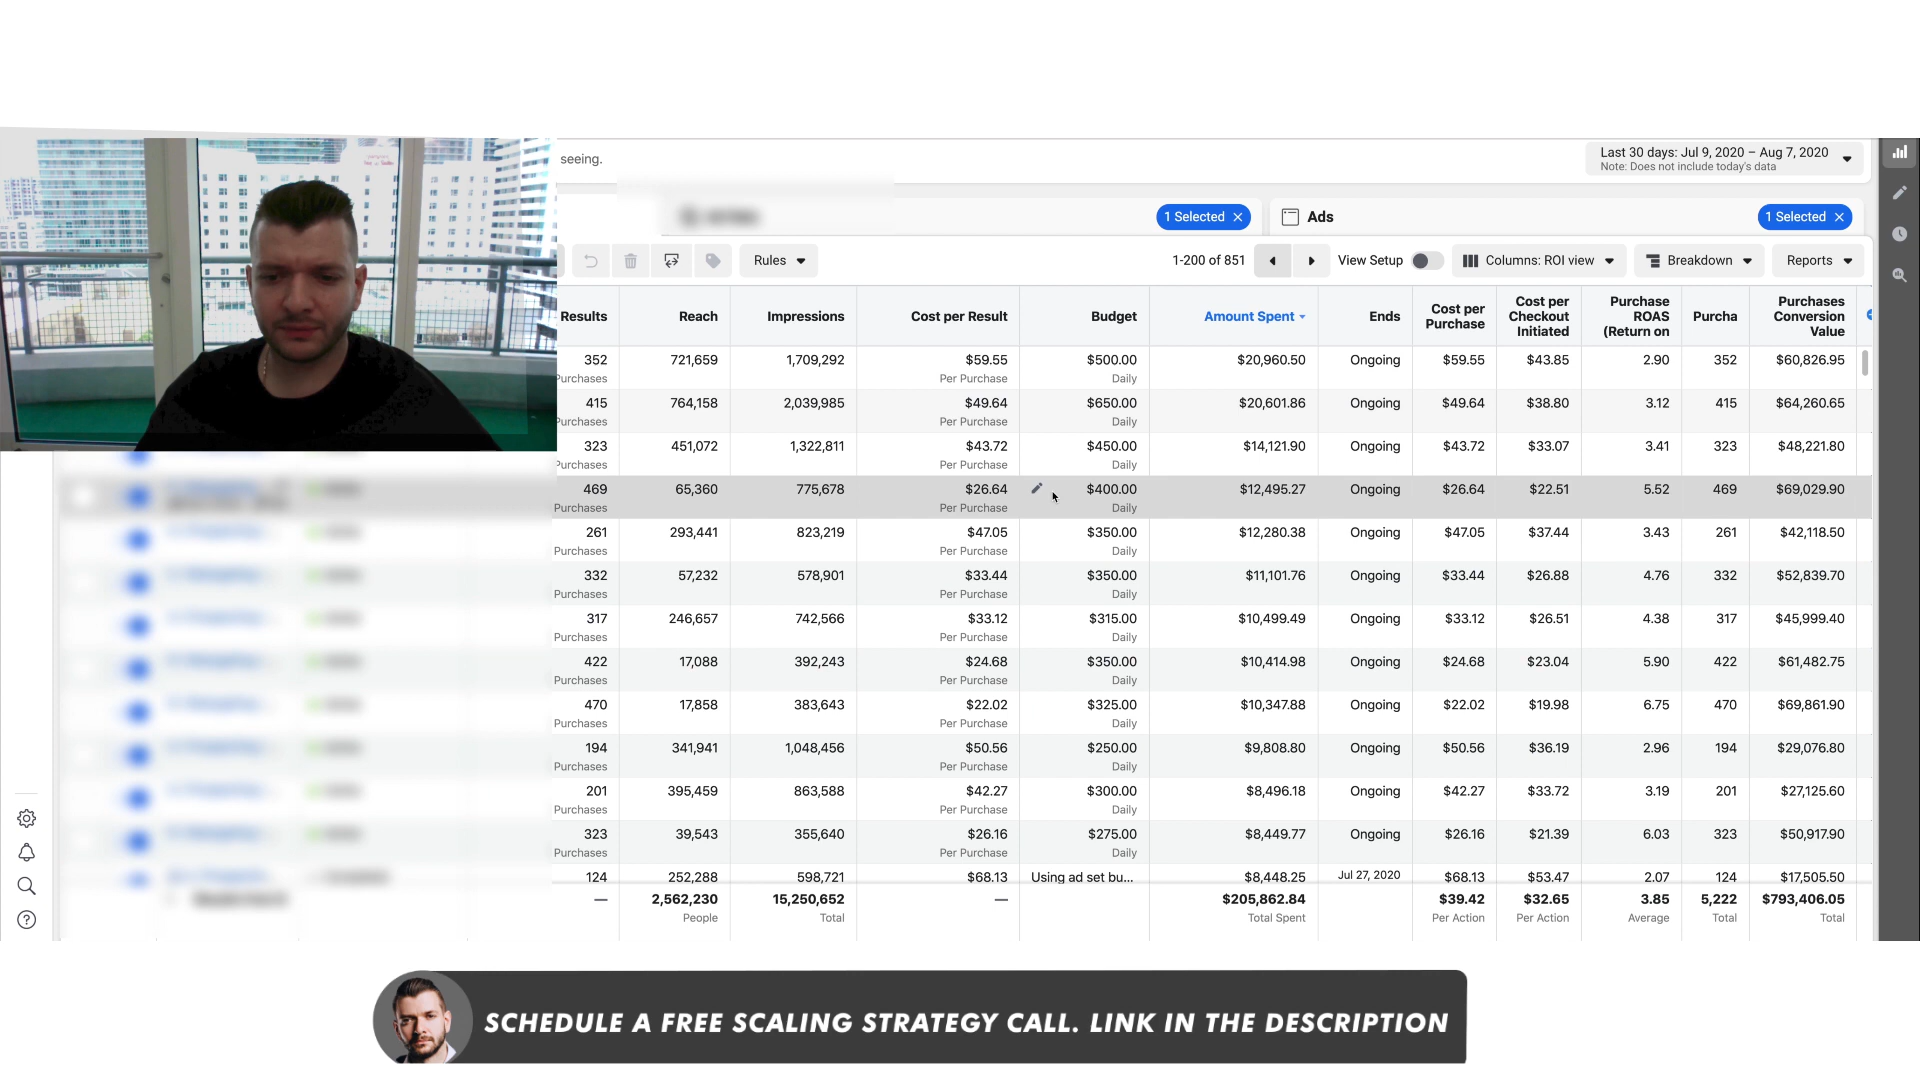 seeing.
Last 30 days: Jul 9, 2020 – Aug 7, 2020
Note: Does not include today's data
1 Selected
Ads
1 Selected
Rules
1-200 of 851
View Setup
Columns: ROI view
Breakdown
Reports
Results Reach Impressions Cost per Result Budget Amount Spent Ends Cost per Purchase Cost per Checkout Initiated Purchase ROAS (Return on Purcha Purchases Conversion Value
352 721,659 1,709,292 $59.55 $500.00 $20,960.50 Ongoing $59.55 $43.85 2.90 352 $60,826.95
Purchases Per Purchase Daily
415 764,158 2,039,985 $49.64 $650.00 $20,601.86 Ongoing $49.64 $38.80 3.12 415 $64,260.65
Purchases Per Purchase Daily
323 451,072 1,322,811 $43.72 $450.00 $14,121.90 Ongoing $43.72 $33.07 3.41 323 $48,221.80
Purchases Per Purchase Daily
469 65,360 775,678 $26.64 $400.00 $12,495.27 Ongoing $26.64 $22.51 5.52 469 $69,029.90
Purchases Per Purchase Daily
261 293,441 823,219 $47.05 $350.00 $12,280.38 Ongoing $47.05 $37.44 3.43 261 $42,118.50
Purchases Per Purchase Daily
332 57,232 578,901 $33.44 $350.00 $11,101.76 Ongoing $33.44 $26.88 4.76 332 $52,839.70
Purchases Per Purchase Daily
317 246,657 742,566 $33.12 $315.00 $10,499.49 Ongoing $33.12 $26.51 4.38 317 $45,999.40
Purchases Per Purchase Daily
422 17,088 392,243 $24.68 $350.00 $10,414.98 Ongoing $24.68 $23.04 5.90 422 $61,482.75
Purchases Per Purchase Daily
470 17,858 383,643 $22.02 $325.00 $10,347.88 Ongoing $22.02 $19.98 6.75 470 $69,861.90
Purchases Per Purchase Daily
194 341,941 1,048,456 $50.56 $250.00 $9,808.80 Ongoing $50.56 $36.19 2.96 194 $29,076.80
Purchases Per Purchase Daily
201 395,459 863,588 $42.27 $300.00 $8,496.18 Ongoing $42.27 $33.72 3.19 201 $27,125.60
Purchases Per Purchase Daily
323 39,543 355,640 $26.16 $275.00 $8,449.77 Ongoing $26.16 $21.39 6.03 323 $50,917.90
Purchases Per Purchase Daily
124 252,288 598,721 $68.13 Using ad set bu... $8,448.25 Jul 27, 2020 $68.13 $53.47 2.07 124 $17,505.50
— 2,562,230 15,250,652 — $205,862.84 $39.42 $32.65 3.85 5,222 $793,406.05
People Total Total Spent Per Action Per Action Average Total Total
SCHEDULE A FREE SCALING STRATEGY CALL. LINK IN THE DESCRIPTION